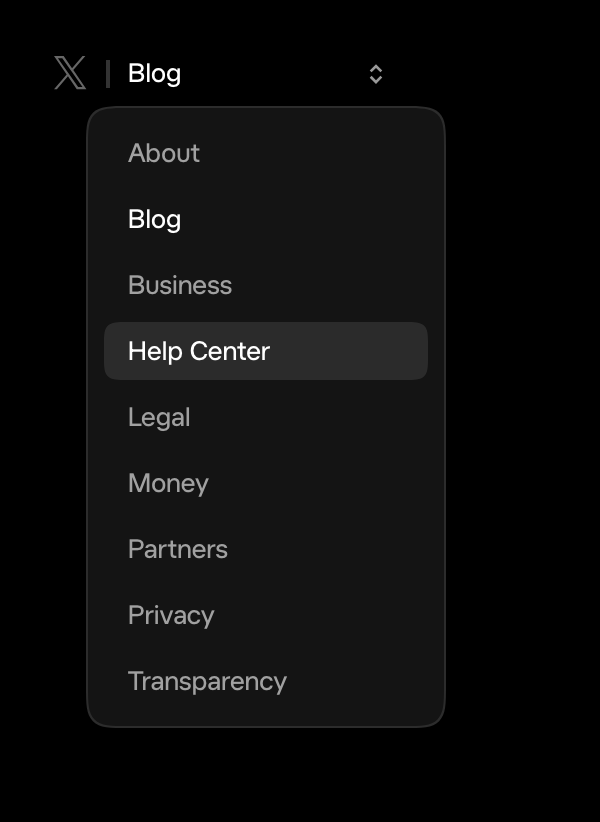 Blog
About
Blog
Business
Help Center
Legal
Money
Partners
Privacy
Transparency